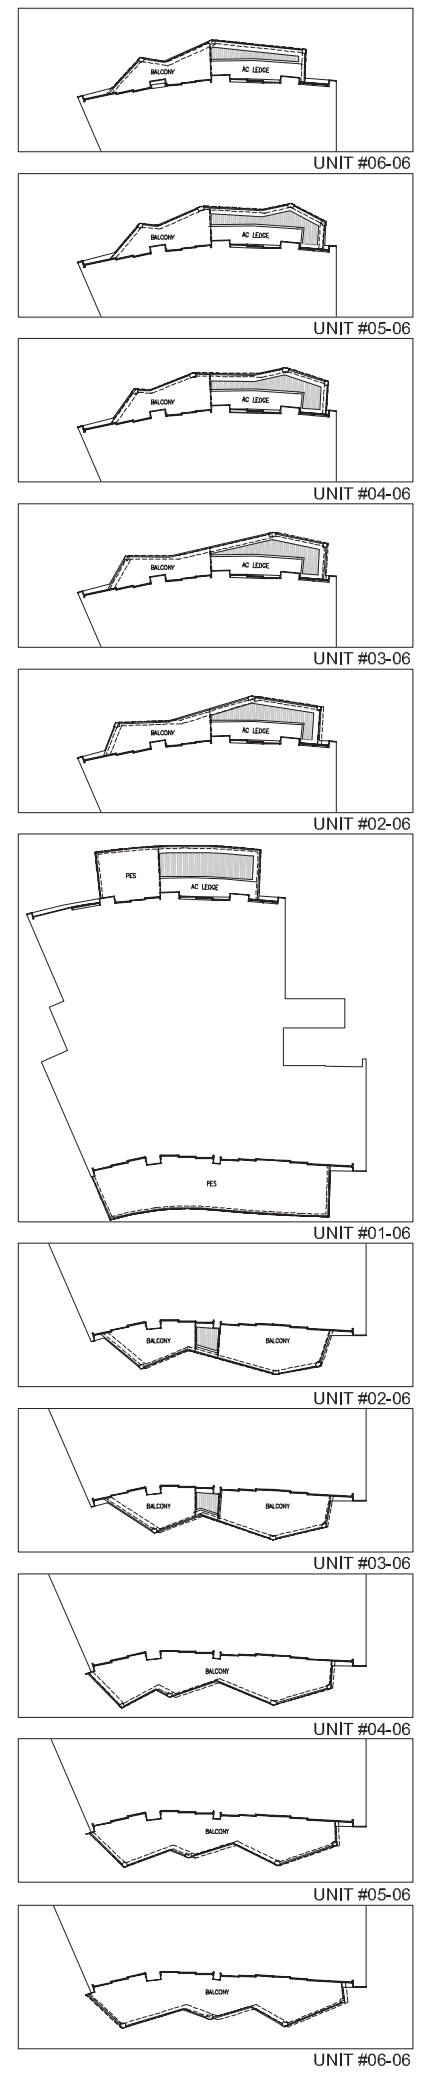 BALCONY AC LEDGE
UNIT #06-06
BALCONY AC LEDGE
UNIT #05-06
BALCONY AC LEDGE
UNIT #04-06
BALCONY AC LEDGE
UNIT #03-06
BALCONY AC LEDGE
UNIT #02-06
PES
AC LEDGE
PES
UNIT #01-06
BALCONY BALCONY
UNIT #02-06
BALCONY BALCONY
UNIT #03-06
BALCONY
UNIT #04-06
BALCONY
UNIT #05-06
BALCONY
UNIT #06-06